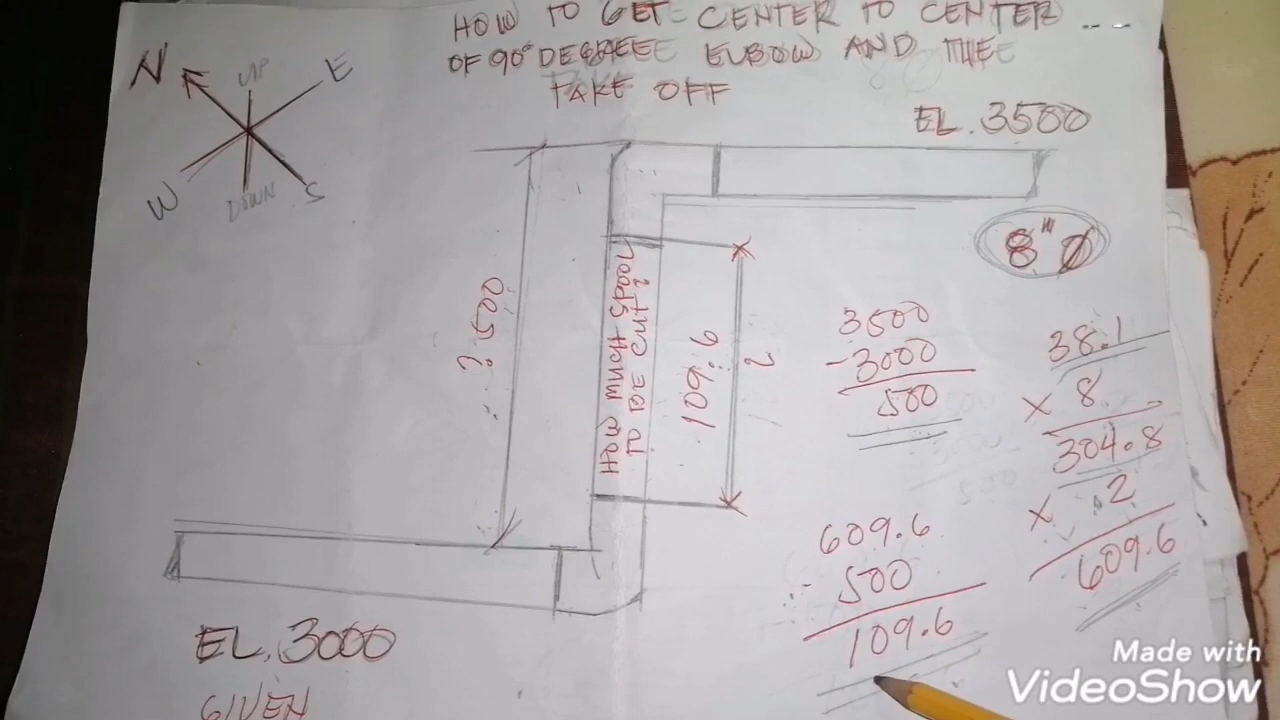 HOW TO GET CENTER TO CENTER
OF 90° DEGREE ELBOW AND THE
TAKE OFF
N
UP
E
W
DOWN
S
EL. 3500
8"Ø
500 ?
HOW MUCH SPOOL
TO BE CUT ?
109.6
?
3500
-3000
500
38.1
x 8
304.8
x 2
609.6
609.6
- 500
109.6
EL. 3000
GIVEN
Made with
VideoShow